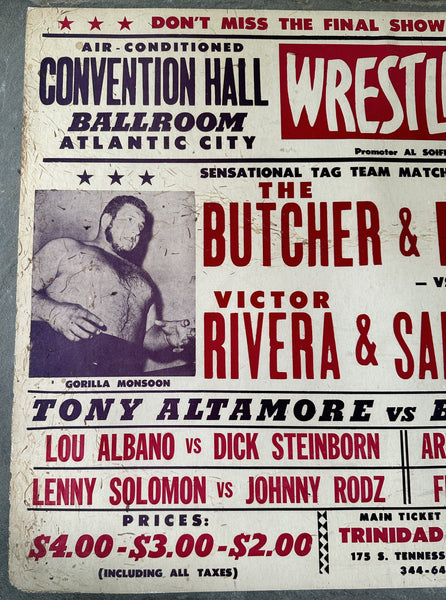 ★ ★ ★ DON'T MISS THE FINAL SHOW
AIR-CONDITIONED
CONVENTION HALL
BALLROOM
ATLANTIC CITY
WRESTL
Promoter AL SOIF
★ ★ ★
SENSATIONAL TAG TEAM MATC
THE
BUTCHER &
– V
VICTOR
RIVERA & SA
GORILLA MONSOON
TONY ALTAMORE vs
LOU ALBANO vs DICK STEINBORN
AR
LENNY SOLOMON vs JOHNNY RODZ
PRICES:
$4.00-$3.00-$2.00
(INCLUDING ALL TAXES)
MAIN TICKET
TRINIDAD
175 S. TENNESS
344-64